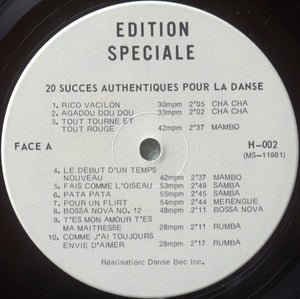 EDITION
SPECIALE
20 SUCCES AUTHENTIQUES POUR LA DANSE
1. RICO VACILON 30mpm 2'05 CHA CHA
2. AGADOU DOU DOU 33mpm 2'02 CHA CHA
3. TOUT TOURNE ET
TOUT ROUGE 42mpm 2'37 MAMBO
FACE A H-002
(MS-11981)
4. LE DEBUT D'UN TEMPS
NOUVEAU 42mpm 2'37 MAMBO
5. FAIS COMME L'OISEAU 53mpm 2'49 SAMBA
6. PATA PATA 55mpm 2'45 SAMBA
7. POUR UN FLIRT 58mpm 2'44 MERENGUE
8. BOSSA NOVA NO. 12 48mpm 2'11 BOSSA NOVA
9. T'ES MON AMOUR T'ES
MA MAITRESSE 28mpm 2'11 RUMBA
10. COMME J'AI TOUJOURS
ENVIE D'AIMER 28mpm 2'17 RUMBA
Réalisation: Danse Bec Inc.